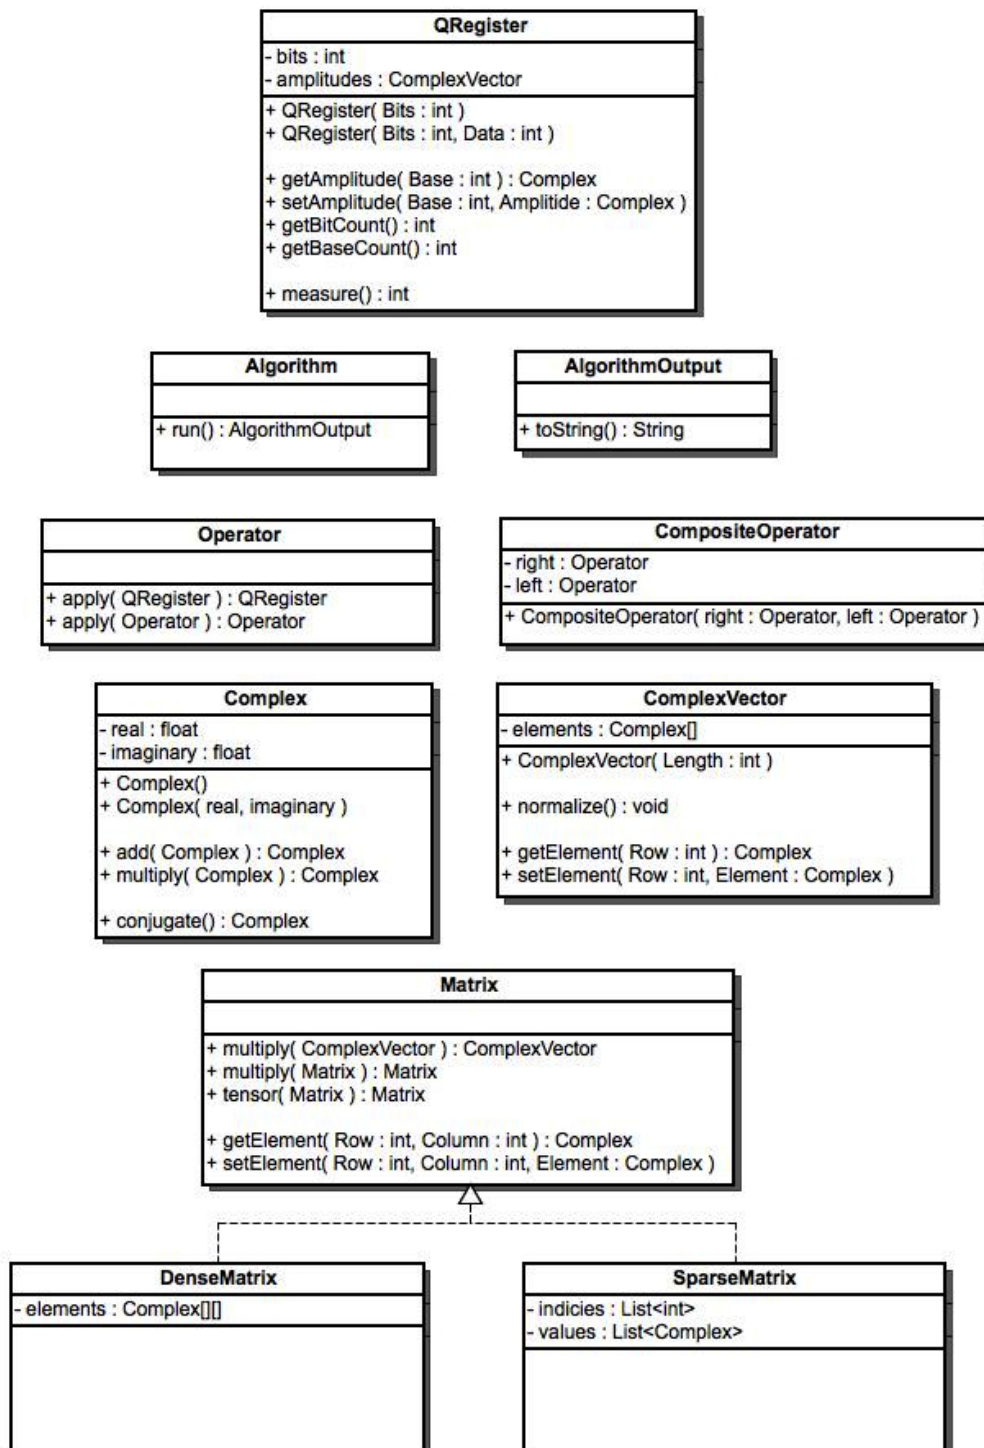 QRegister
- bits : int
- amplitudes : ComplexVector
+ QRegister( Bits : int )
+ QRegister( Bits : int, Data : int )
+ getAmplitude( Base : int ) : Complex
+ setAmplitude( Base : int, Amplitide : Complex )
+ getBitCount() : int
+ getBaseCount() : int
+ measure() : int
Algorithm
+ run() : AlgorithmOutput
AlgorithmOutput
+ toString() : String
Operator
+ apply( QRegister ) : QRegister
+ apply( Operator ) : Operator
CompositeOperator
- right : Operator
- left : Operator
+ CompositeOperator( right : Operator, left : Operator )
Complex
- real : float
- imaginary : float
+ Complex()
+ Complex( real, imaginary )
+ add( Complex ) : Complex
+ multiply( Complex ) : Complex
+ conjugate() : Complex
ComplexVector
- elements : Complex[]
+ ComplexVector( Length : int )
+ normalize() : void
+ getElement( Row : int ) : Complex
+ setElement( Row : int, Element : Complex )
Matrix
+ multiply( ComplexVector ) : ComplexVector
+ multiply( Matrix ) : Matrix
+ tensor( Matrix ) : Matrix
+ getElement( Row : int, Column : int ) : Complex
+ setElement( Row : int, Column : int, Element : Complex )
DenseMatrix
- elements : Complex[][]
SparseMatrix
- indicies : List<int>
- values : List<Complex>